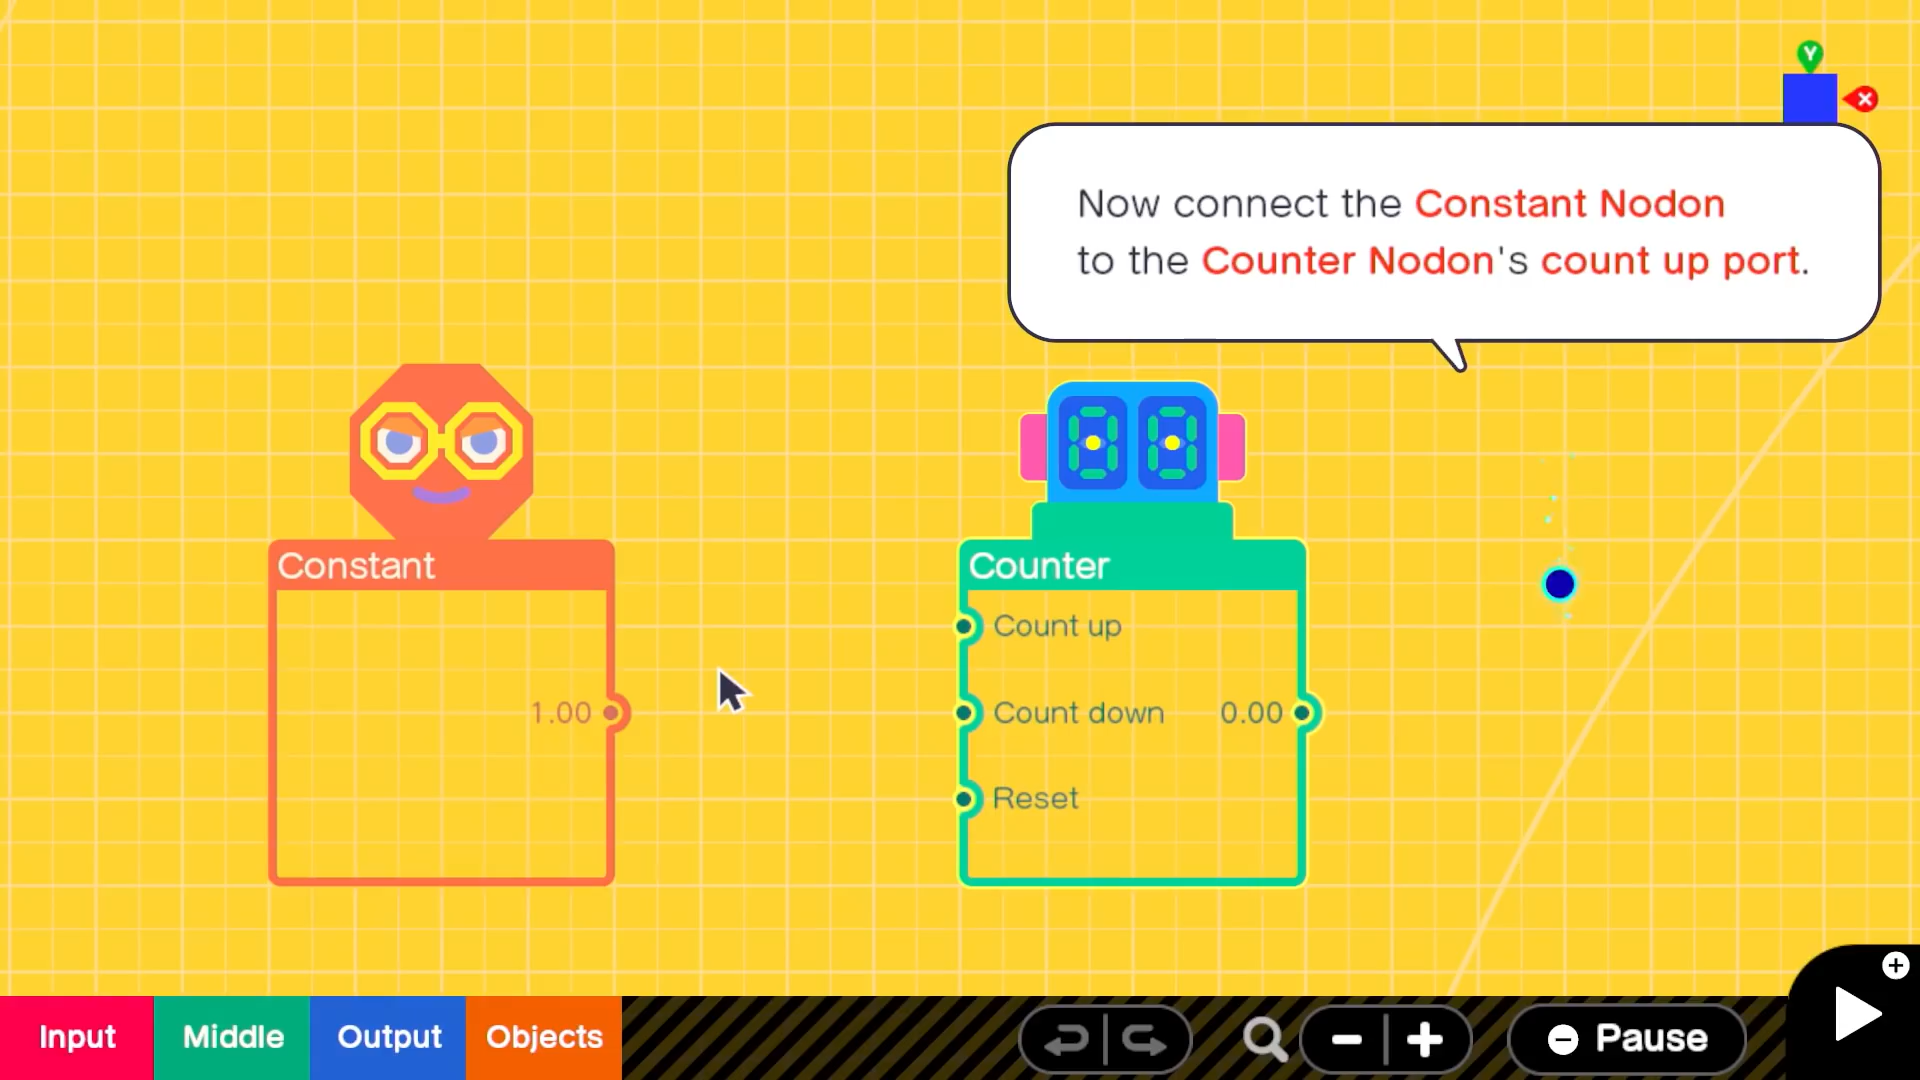 Y
X
Now connect the Constant Nodon
to the Counter Nodon's count up port.
00
Constant
1.00
Counter
Count up
Count down 0.00
Reset
Input Middle Output Objects Pause